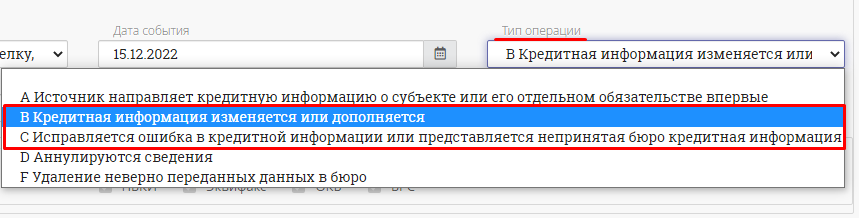 Дата события
Тип операции
елку,
15.12.2022
B Кредитная информация изменяется или
A Источник направляет кредитную информацию о субъекте или его отдельном обязательстве впервые
B Кредитная информация изменяется или дополняется
C Исправляется ошибка в кредитной информации или представляется непринятая бюро кредитная информация
D Аннулируются сведения
F Удаление неверно переданных данных в бюро